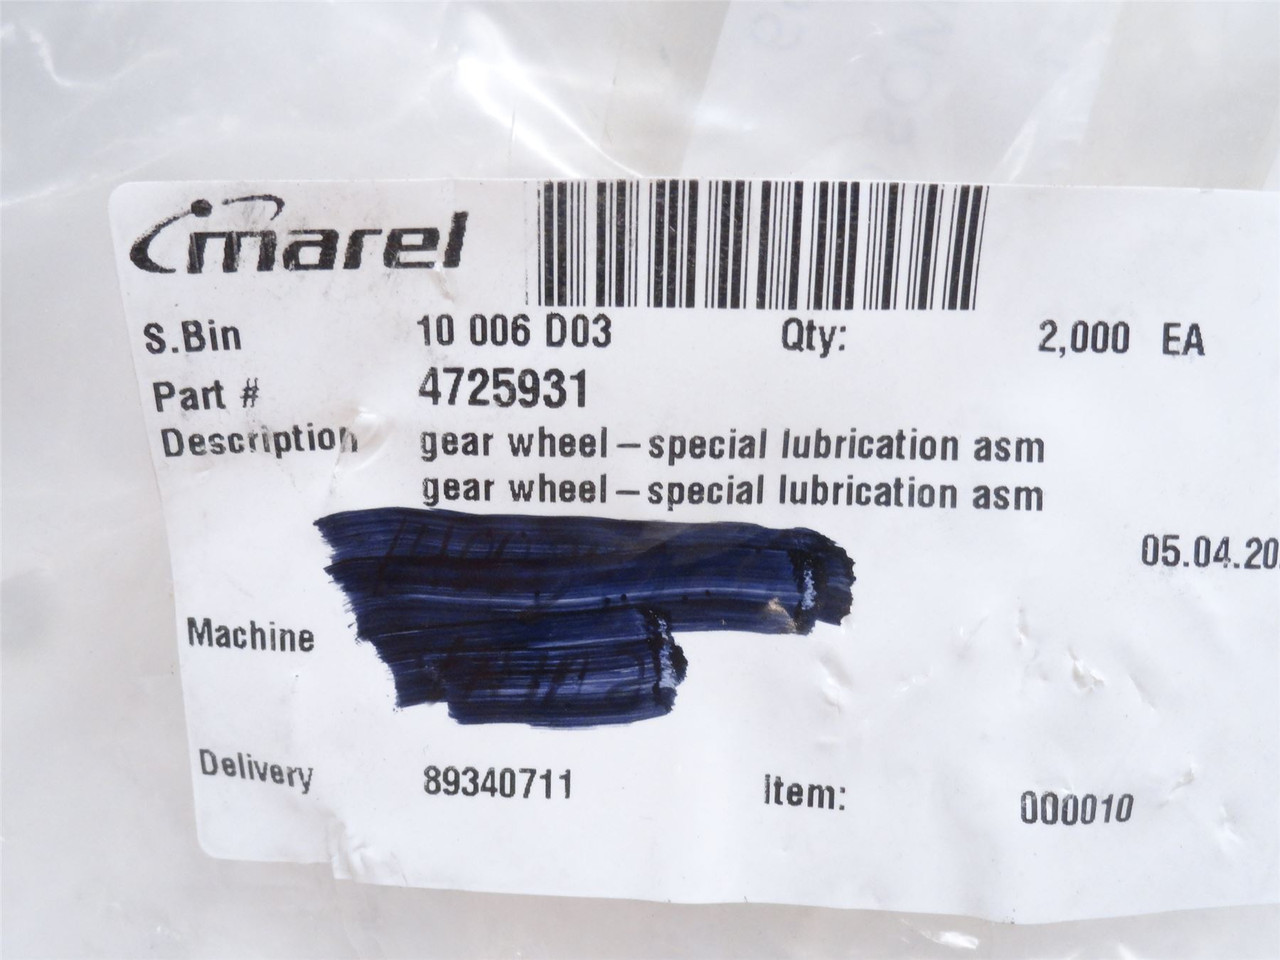 marel
S.Bin 10 006 D03 Qty: 2,000 EA
Part # 4725931
Description gear wheel – special lubrication asm
gear wheel – special lubrication asm
05.04.20
Machine
Delivery 89340711 Item: 000010